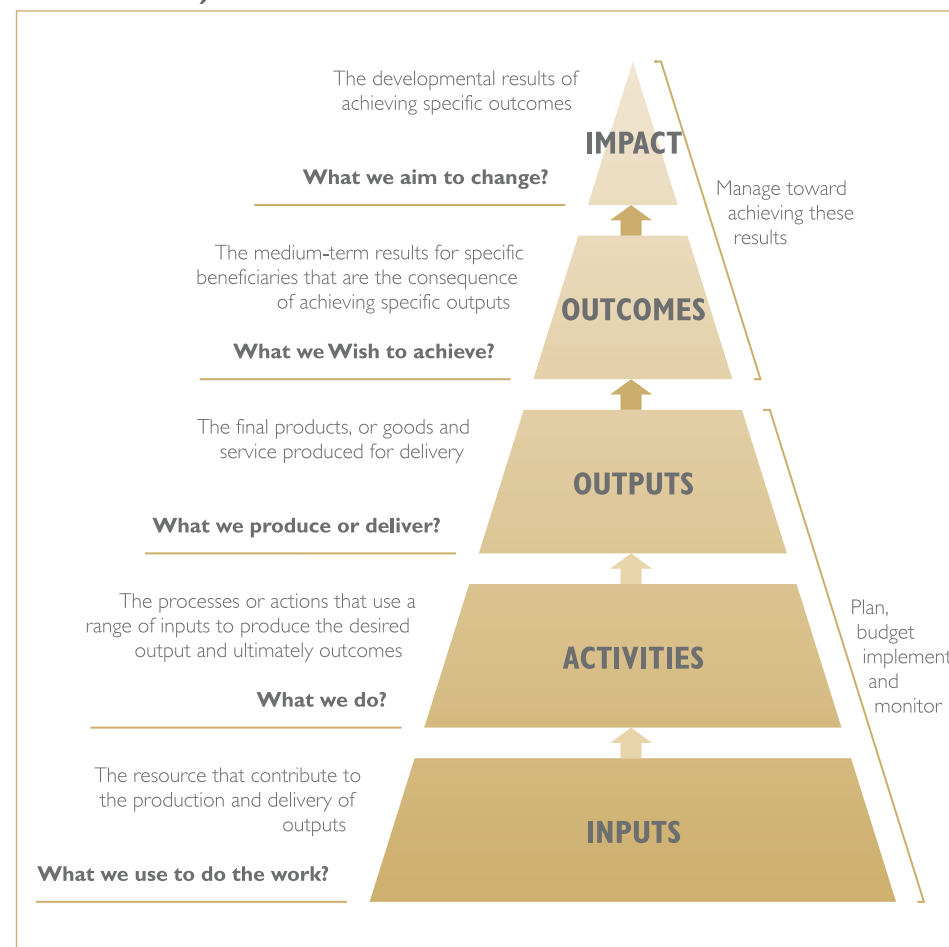 The developmental results of
achieving specific outcomes
IMPACT
What we aim to change?
Manage toward
achieving these
results
The medium-term results for specific
beneficiaries that are the consequence
of achieving specific outputs
OUTCOMES
What we Wish to achieve?
The final products, or goods and
service produced for delivery
OUTPUTS
What we produce or deliver?
The processes or actions that use a
range of inputs to produce the desired
output and ultimately outcomes
ACTIVITIES
What we do?
Plan,
budget
implement
and
monitor
The resource that contribute to
the production and delivery of
outputs
INPUTS
What we use to do the work?